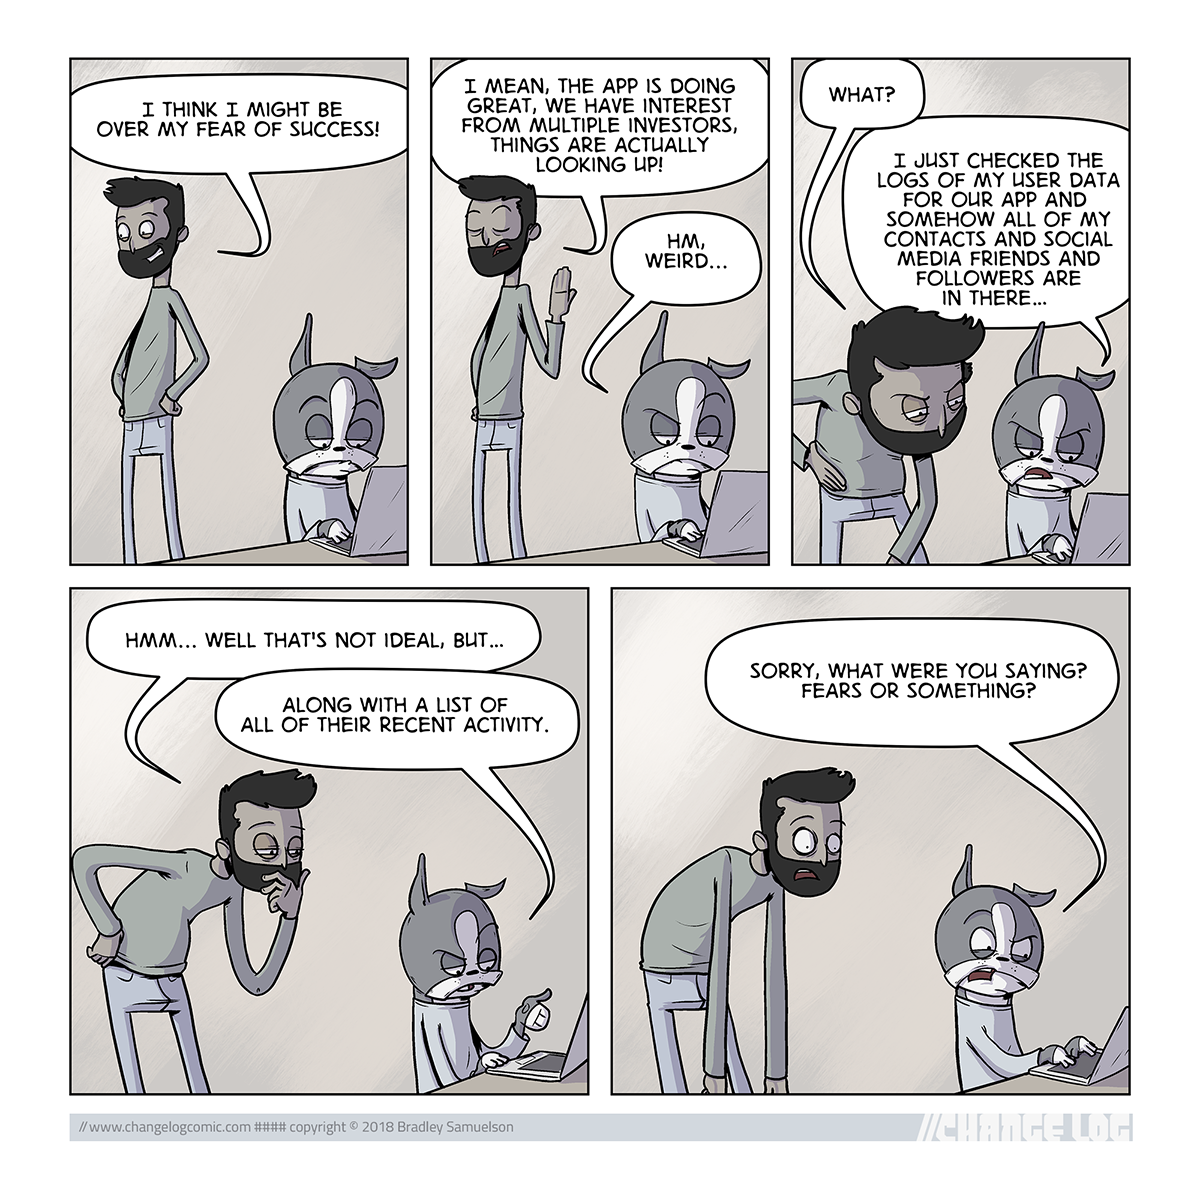 I THINK I MIGHT BE
OVER MY FEAR OF SUCCESS!
I MEAN, THE APP IS DOING
GREAT, WE HAVE INTEREST
FROM MULTIPLE INVESTORS,
THINGS ARE ACTUALLY
LOOKING UP!
HM,
WEIRD...
WHAT?
I JUST CHECKED THE
LOGS OF MY USER DATA
FOR OUR APP AND
SOMEHOW ALL OF MY
CONTACTS AND SOCIAL
MEDIA FRIENDS AND
FOLLOWERS ARE
IN THERE...
HMM... WELL THAT'S NOT IDEAL, BUT...
ALONG WITH A LIST OF
ALL OF THEIR RECENT ACTIVITY.
SORRY, WHAT WERE YOU SAYING?
FEARS OR SOMETHING?
// www.changelogcomic.com #### copyright © 2018 Bradley Samuelson
//CHANGE LOG